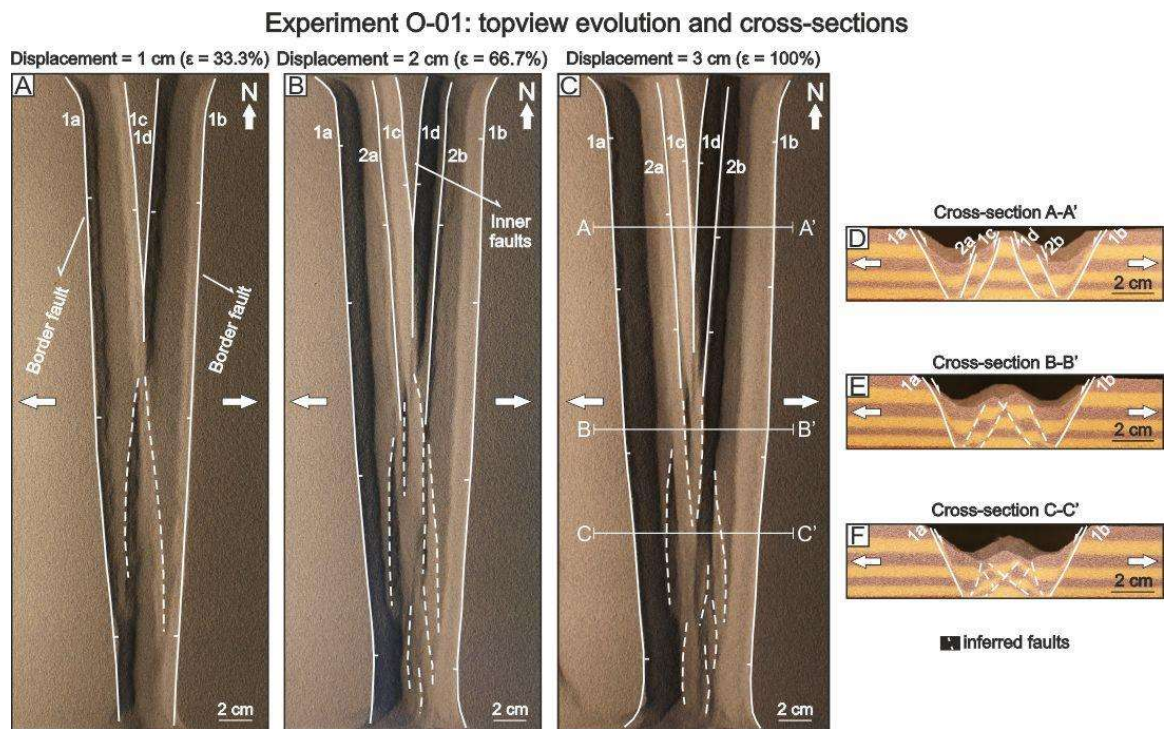 Experiment O-01: topview evolution and cross-sections
Displacement = 1 cm (ε = 33.3%)
Displacement = 2 cm (ε = 66.7%)
Displacement = 3 cm (ε = 100%)
A
N
1a
1c
1d
1b
Border fault
Border fault
2 cm
B
N
1a
1c
1d
1b
2a
2b
Inner
faults
2 cm
C
N
1a
1c
1d
1b
2a
2b
A
A'
B
B'
C
C'
2 cm
Cross-section A-A'
D
1a
2a
1c
1d
2b
1b
2 cm
Cross-section B-B'
E
1a
1b
2 cm
Cross-section C-C'
F
1a
1b
2 cm
inferred faults